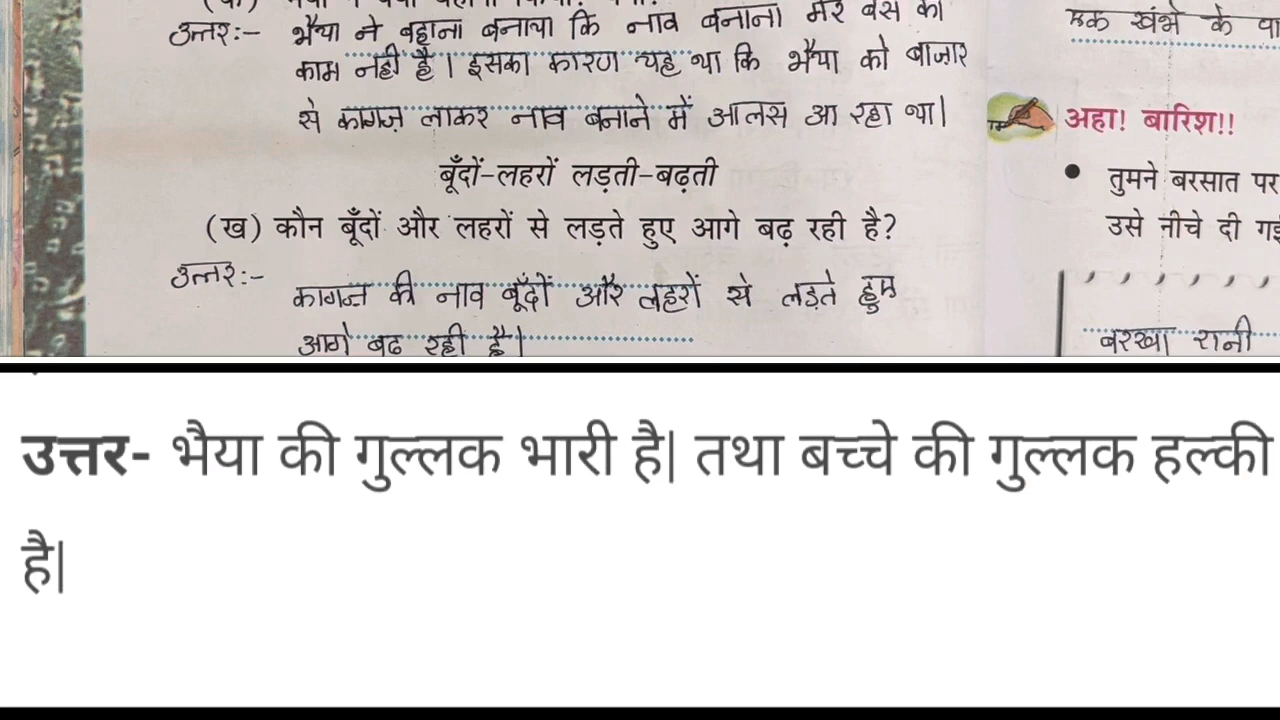 उत्तर:- भैया ने बहाना बनाया कि नाव बनाना मेरे बस का
काम नहीं है। इसका कारण यह था कि भैया को बाज़ार
से कागज़ लाकर नाव बनाने में आलस आ रहा था।
बूँदों-लहरों लड़ती-बढ़ती
(ख) कौन बूँदों और लहरों से लड़ते हुए आगे बढ़ रही है?
उत्तर:-
कागज की नाव बूँदों और लहरों से लड़ते हुए
आगे बढ रही है।
एक खंभे के पा
अहा! बारिश!!
• तुमने बरसात पर
उसे नीचे दी गई
बरखा रानी
उत्तर- भैया की गुल्लक भारी है| तथा बच्चे की गुल्लक हल्की
है|